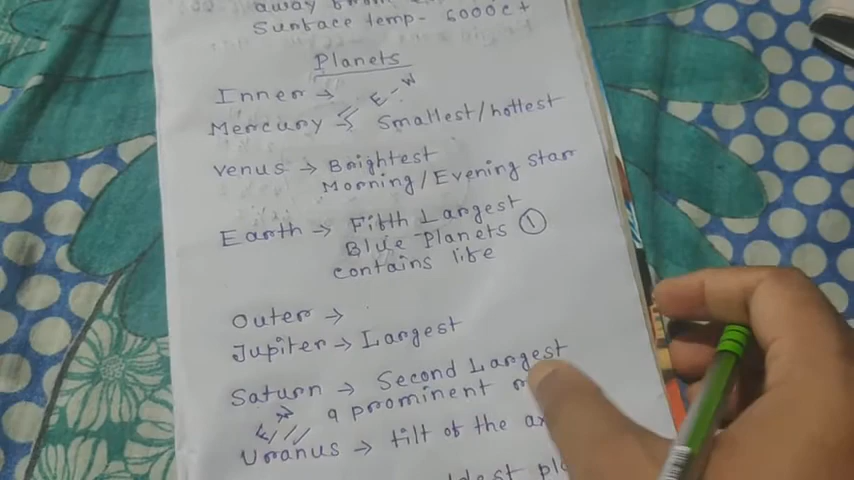 away
Surface temp- 6000c+
Planets
Inner →
E-W
Mercury → Smallest/hottest
Venus → Brightest
Morning/Evening star
Earth → Fifth Largest
Blue Planets ①
contains life
Outer →
Jupiter → Largest
Saturn → Second Largest
a prominent
Uranus → tilt of the